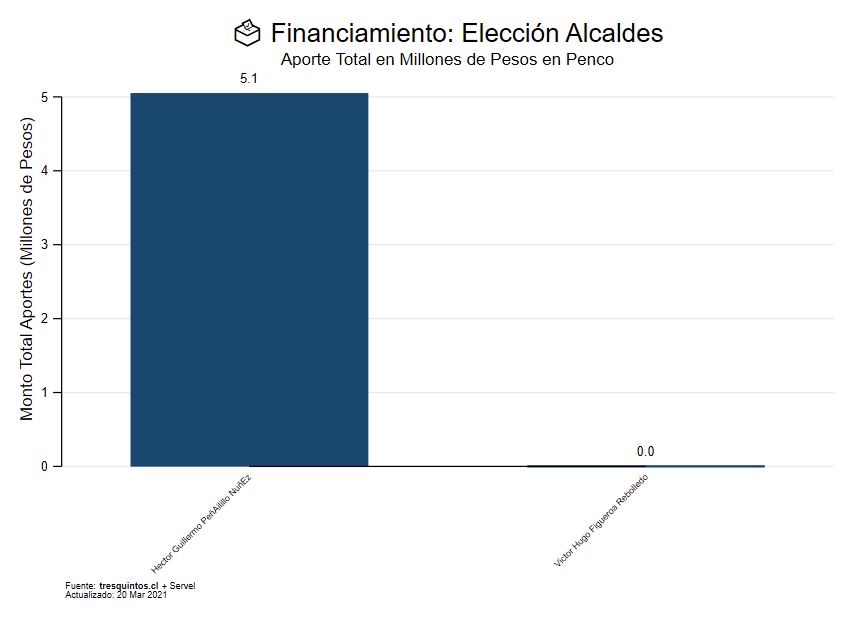 Financiamiento: Elección Alcaldes
Aporte Total en Millones de Pesos en Penco
5.1
5
4
3
2
1
0
Monto Total Aportes (Millones de Pesos)
0.0
Hector Guillermo PeñAilillo NuñEz
Victor Hugo Figueroa Rebolledo
Fuente: tresquintos.cl + Servel
Actualizado: 20 Mar 2021